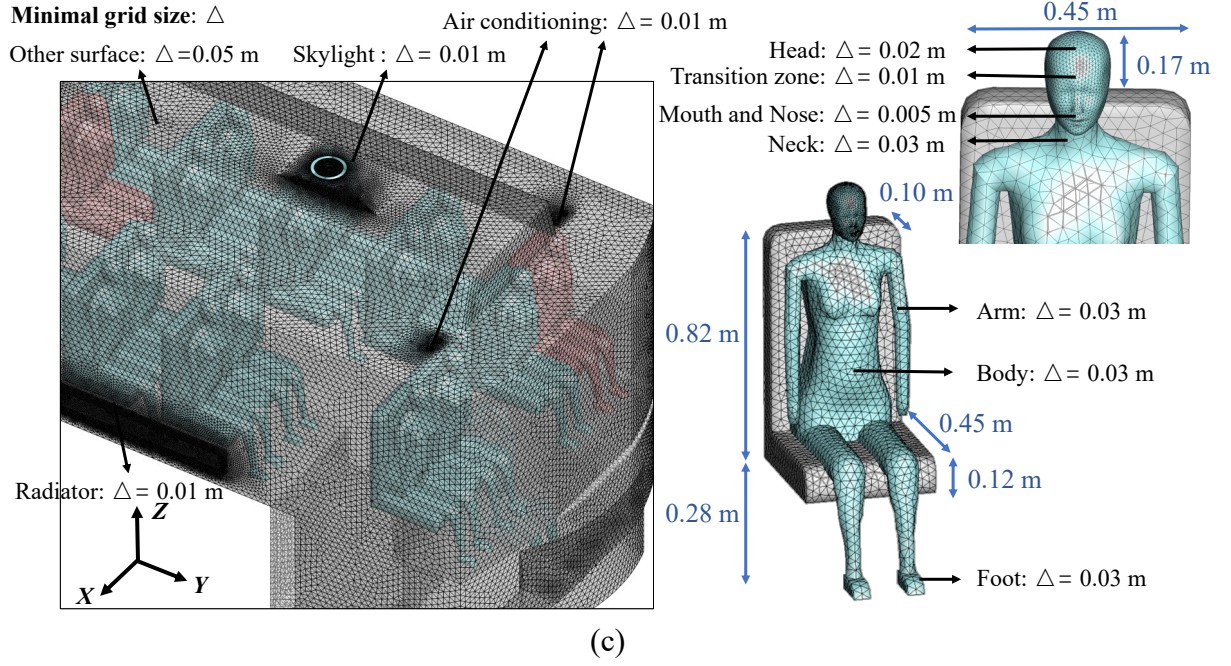 Minimal grid size: △
Other surface: △=0.05 m
Skylight : △= 0.01 m
Air conditioning: △= 0.01 m
Radiator: △= 0.01 m
Z
X
Y
0.45 m
Head: △= 0.02 m
0.17 m
Transition zone: △= 0.01 m
Mouth and Nose: △= 0.005 m
Neck: △= 0.03 m
0.10 m
0.82 m
Arm: △= 0.03 m
Body: △= 0.03 m
0.45 m
0.12 m
0.28 m
Foot: △= 0.03 m
(c)